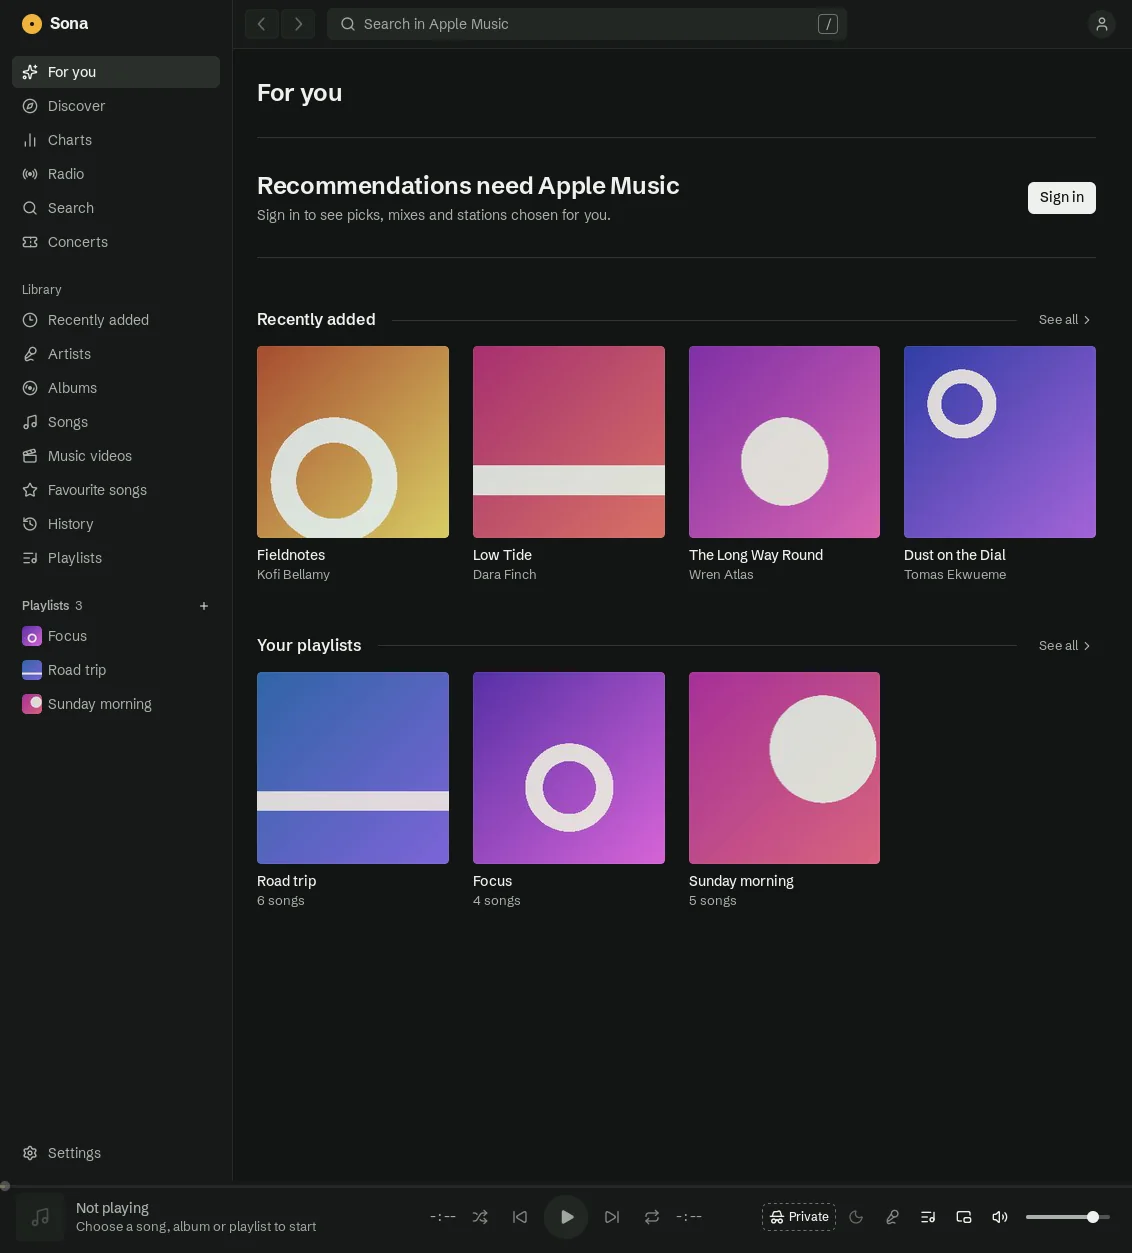 Sona
Search in Apple Music
/
For you
Discover
Charts
Radio
Search
Concerts
Library
Recently added
Artists
Albums
Songs
Music videos
Favourite songs
History
Playlists
Playlists 3
Focus
Road trip
Sunday morning
Settings
For you
Recommendations need Apple Music
Sign in to see picks, mixes and stations chosen for you.
Sign in
Recently added
See all
Fieldnotes
Kofi Bellamy
Low Tide
Dara Finch
The Long Way Round
Wren Atlas
Dust on the Dial
Tomas Ekwueme
Your playlists
See all
Road trip
6 songs
Focus
4 songs
Sunday morning
5 songs
Not playing
Choose a song, album or playlist to start
-:--
-:--
Private